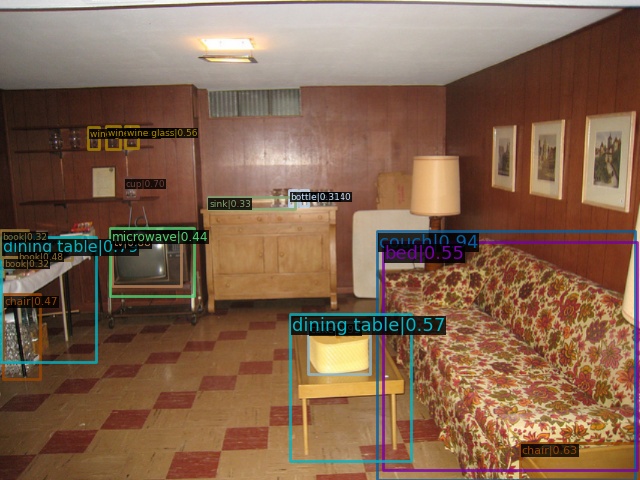 wine glass|0.56
cup|0.70
sink|0.33
bottle|0.3140
book|0.32
dining table|0.75
book|0.48
book|0.32
microwave|0.44
couch|0.94
bed|0.55
chair|0.47
dining table|0.57
chair|0.63